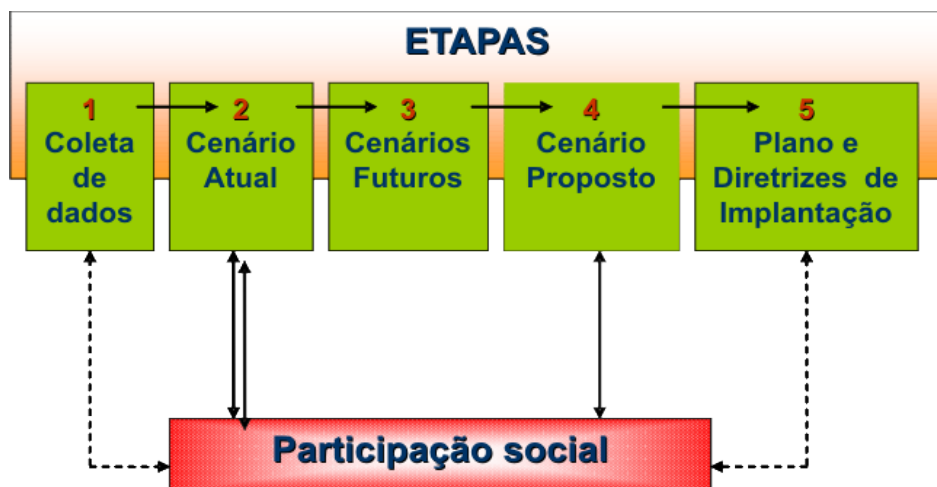 ETAPAS
1
Coleta
de
dados
2
Cenário
Atual
3
Cenários
Futuros
4
Cenário
Proposto
5
Plano e
Diretrizes de
Implantação
Participação social